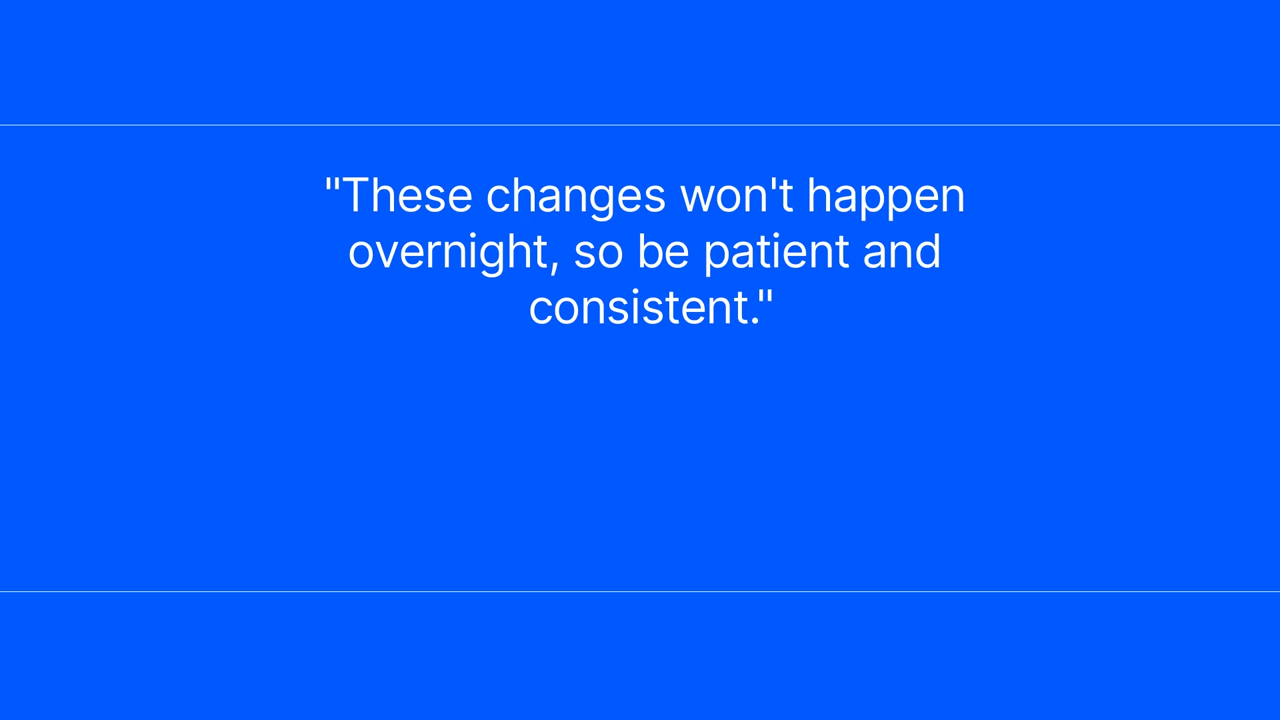 "These changes won't happen
overnight, so be patient and
consistent."